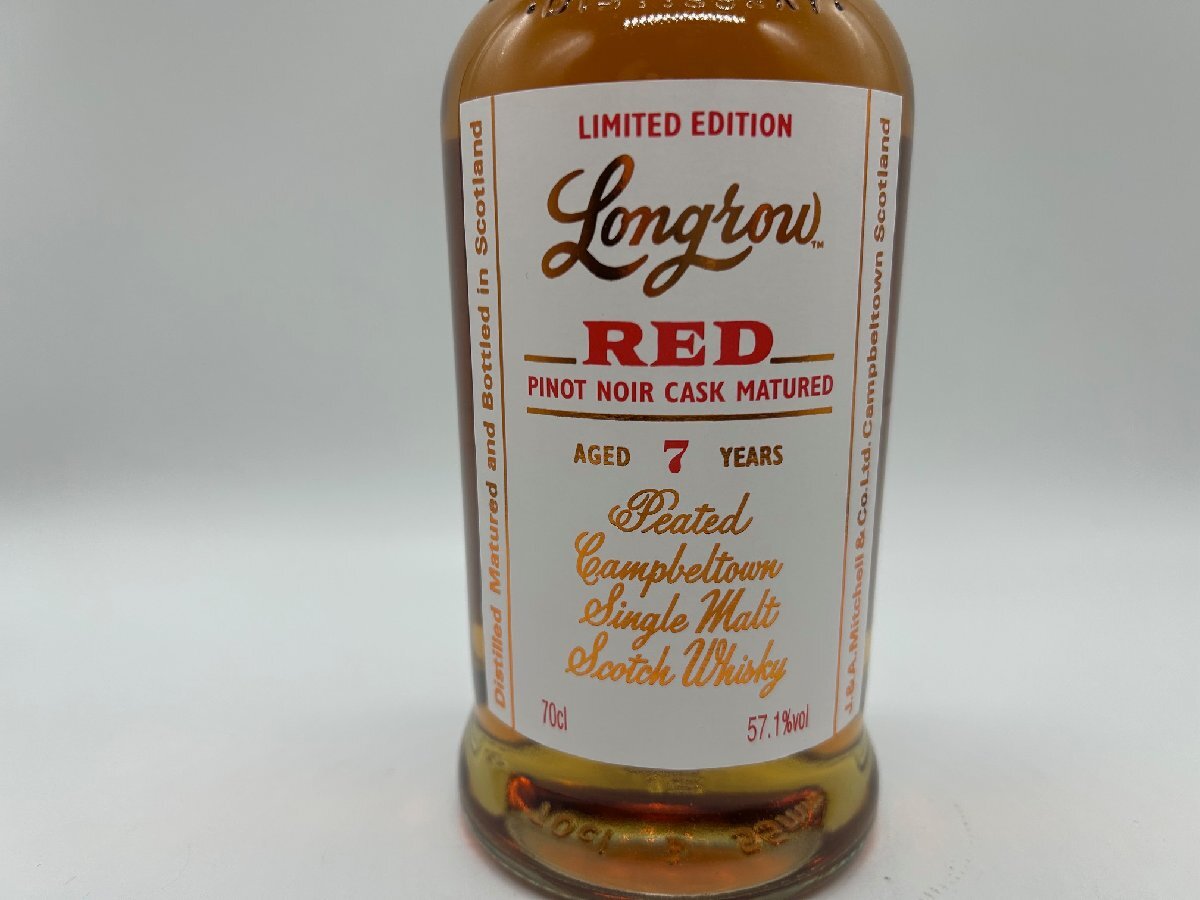 LIMITED EDITION
Longrow™
RED
PINOT NOIR CASK MATURED
AGED 7 YEARS
Peated
Campbeltown
Single Malt
Scotch Whisky
70cl 57.1%vol
Distilled Matured and Bottled in Scotland
J.&A.Mitchell & Co.Ltd. Campbeltown Scotland